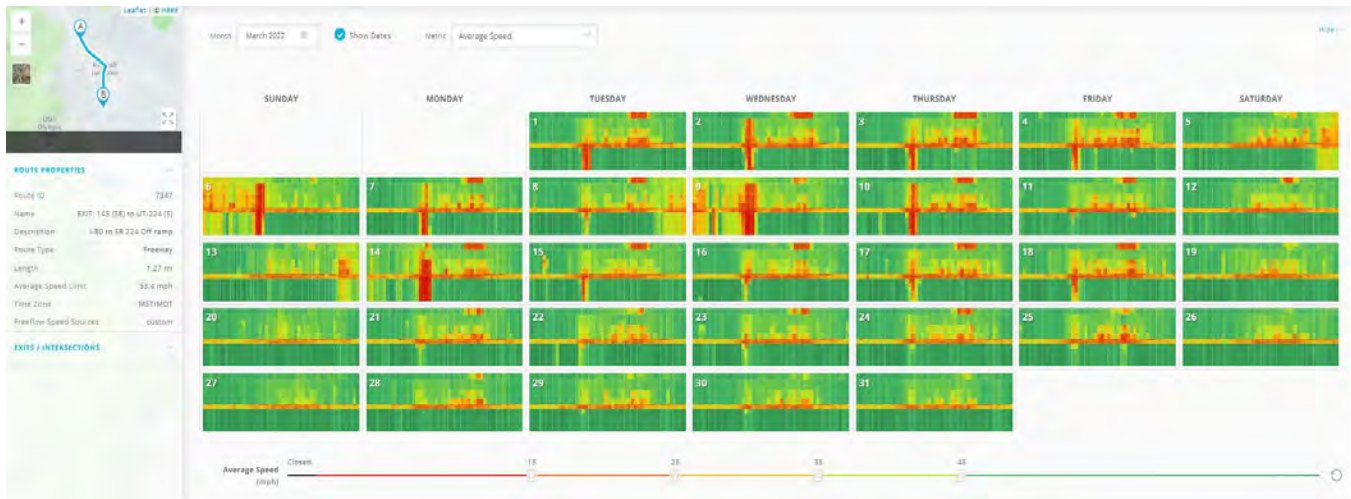 Leaflet | © HERE
A
B
Month
March 2022
Show Dates
Metric
Average Speed
Hide
SUNDAY
MONDAY
TUESDAY
WEDNESDAY
THURSDAY
FRIDAY
SATURDAY
1
2
3
4
5
6
7
8
9
10
11
12
13
14
15
16
17
18
19
20
21
22
23
24
25
26
27
28
29
30
31
ROUTE PROPERTIES
Route ID 7347
Name EXIT: 145 (SB) to UT-224 (S)
Description I-80 to SR 224 Off ramp
Route Type Freeway
Length 1.27 mi
Average Speed Limit 53.4 mph
Time Zone MST/MDT
Freeflow Speed Sources custom
EXITS / INTERSECTIONS
Average Speed
(mph)
Closed
15
25
35
45